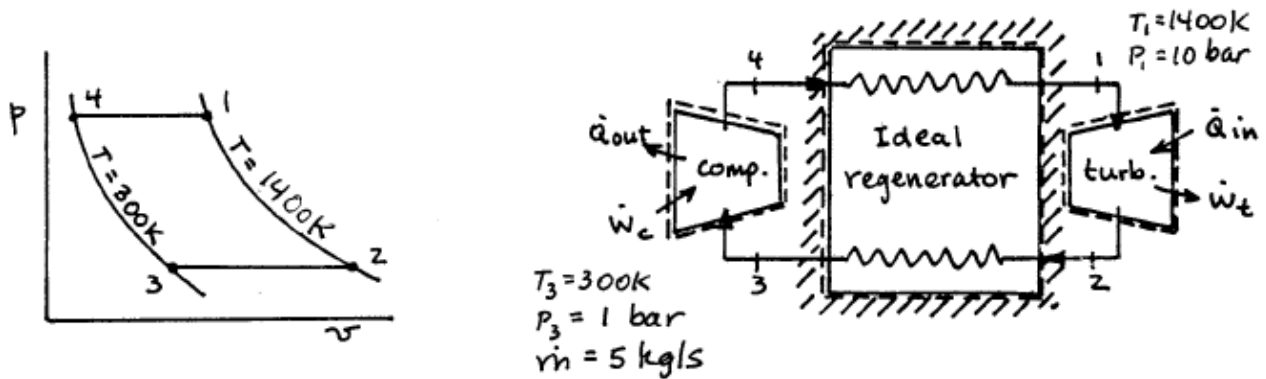 P
4
1
T=300K
T=1400K
3
2
v
T₁=1400K
P₁=10 bar
4
1
Q̇out
comp.
Ẇc
Ideal
regenerator
Q̇in
turb.
Ẇt
3
2
T₃=300K
P₃ = 1 bar
ṁ = 5 kg/s